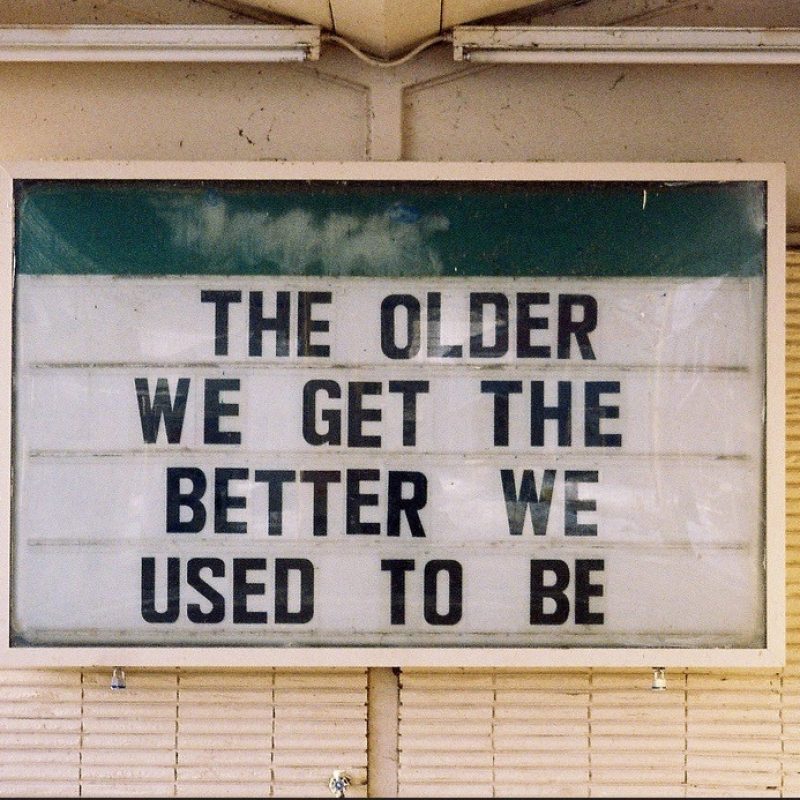 THE OLDER
WE GET THE
BETTER WE
USED TO BE